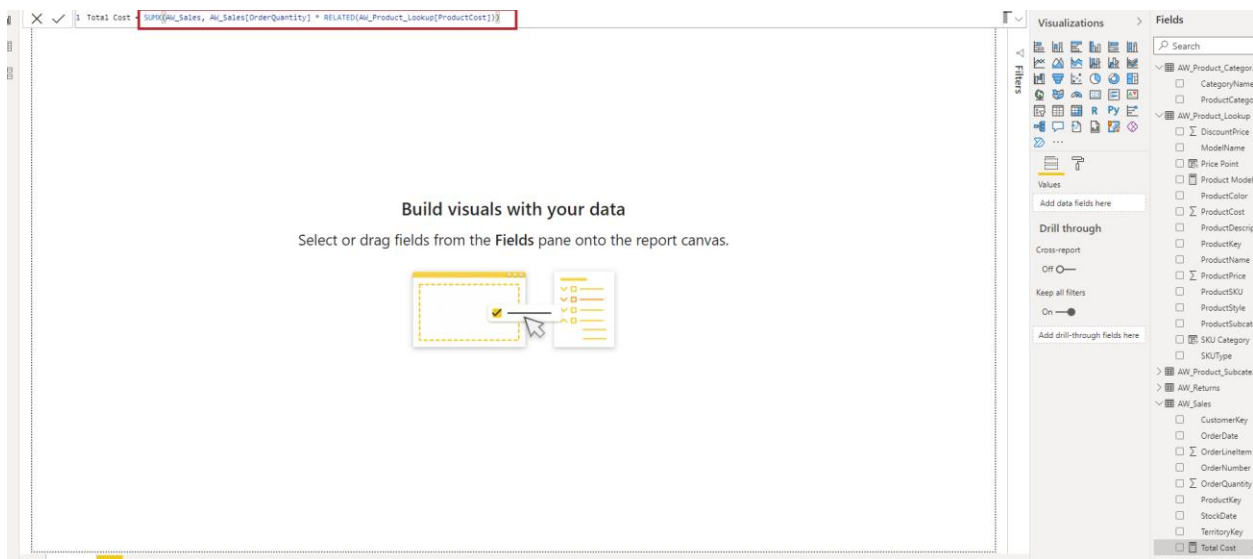 1 Total Cost = SUMX(AW_Sales, AW_Sales[OrderQuantity] * RELATED(AW_Product_Lookup[ProductCost]))
Build visuals with your data
Select or drag fields from the Fields pane onto the report canvas.
Filters
Visualizations
R Py
Values
Add data fields here
Drill through
Cross-report
Off
Keep all filters
On
Add drill-through fields here
Fields
Search
AW_Product_Categor
CategoryName
ProductCatego
AW_Product_Lookup
DiscountPrice
ModelName
Price Point
Product Model
ProductColor
ProductCost
ProductDescrip
ProductKey
ProductName
ProductPrice
ProductSKU
ProductStyle
ProductSubcat
SKU Category
SKUType
AW_Product_Subcate
AW_Returns
AW_Sales
CustomerKey
OrderDate
OrderLineItem
OrderNumber
OrderQuantity
ProductKey
StockDate
TerritoryKey
Total Cost